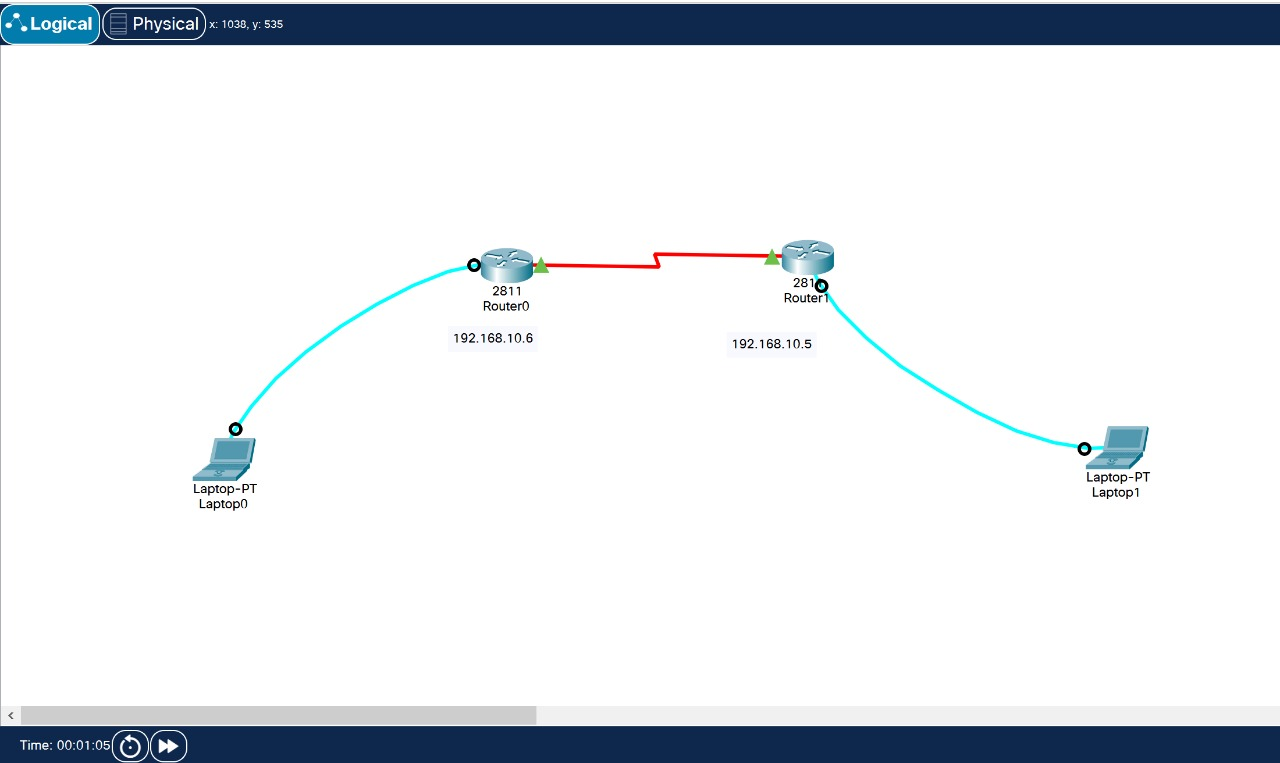 Logical Physical x: 1038, y: 535
2811
Router0
281
Router1
192.168.10.6
192.168.10.5
Laptop-PT
Laptop0
Laptop-PT
Laptop1
Time: 00:01:05